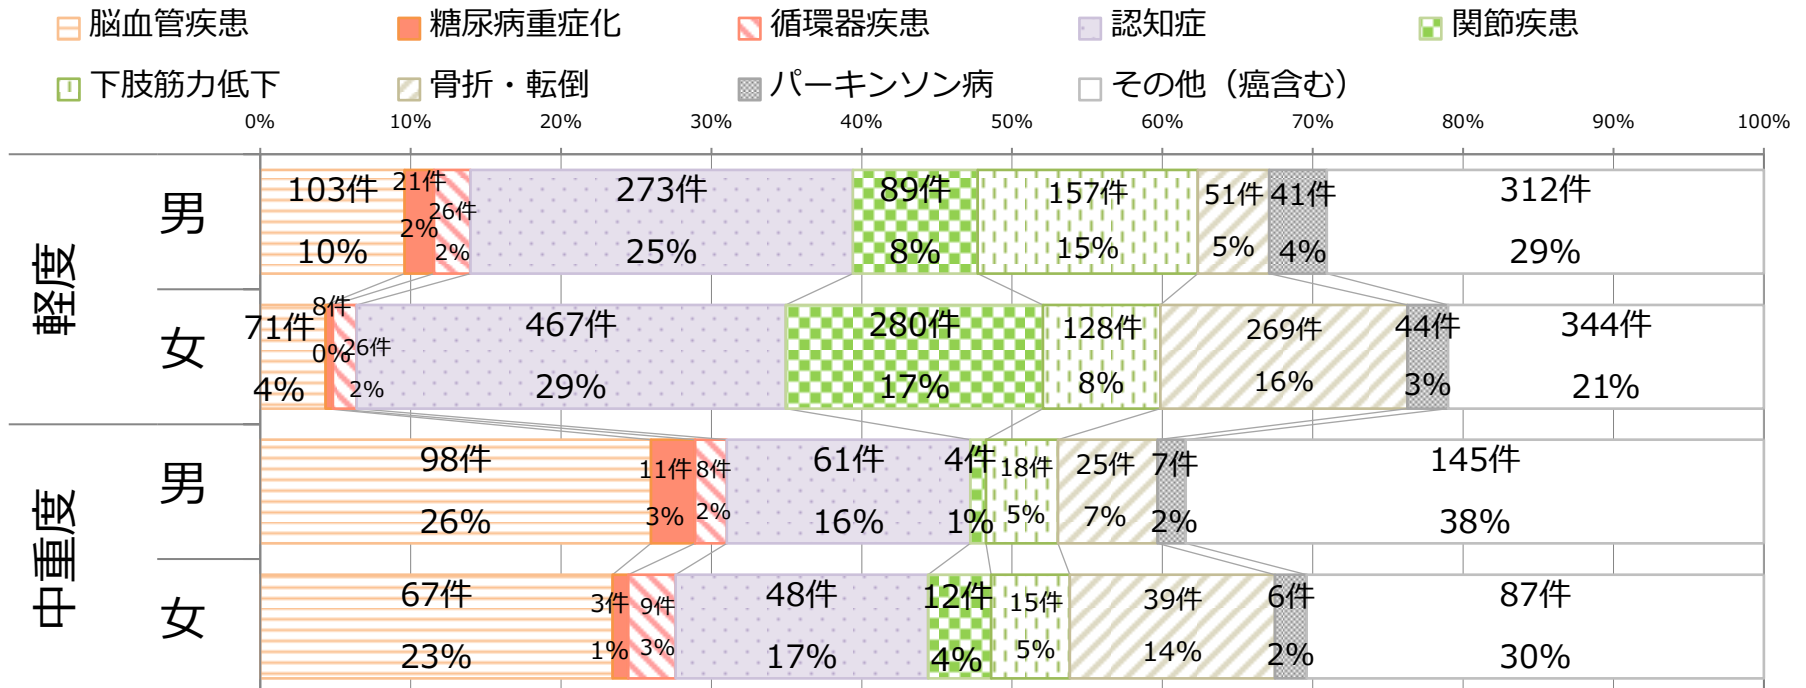 脳血管疾患 糖尿病重症化 循環器疾患 認知症 関節疾患
下肢筋力低下 骨折・転倒 パーキンソン病 その他（癌含む）
0% 10% 20% 30% 40% 50% 60% 70% 80% 90% 100%
軽度
男
103件 21件 26件 273件 89件 157件 51件 41件 312件
10% 2% 2% 25% 8% 15% 5% 4% 29%
女
71件 8件 26件 467件 280件 128件 269件 44件 344件
4% 0% 2% 29% 17% 8% 16% 3% 21%
中重度
男
98件 11件 8件 61件 4件 18件 25件 7件 145件
26% 3% 2% 16% 1% 5% 7% 2% 38%
女
67件 3件 9件 48件 12件 15件 39件 6件 87件
23% 1% 3% 17% 4% 5% 14% 2% 30%